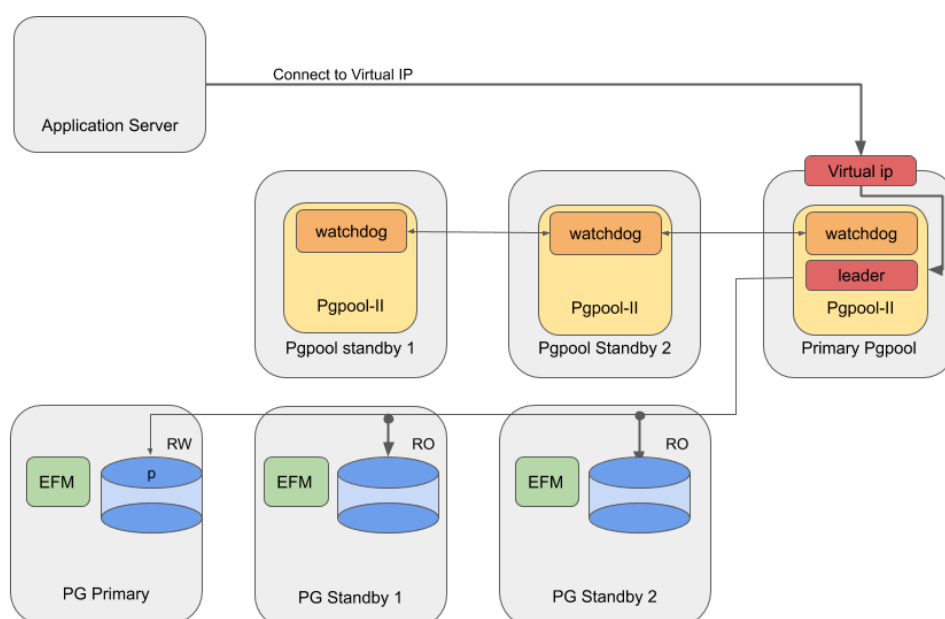 Connect to Virtual IP
Application Server
Virtual ip
watchdog
watchdog
watchdog
leader
Pgpool-II
Pgpool-II
Pgpool-II
Pgpool standby 1
Pgpool Standby 2
Primary Pgpool
RW
RO
RO
EFM
p
EFM
EFM
PG Primary
PG Standby 1
PG Standby 2